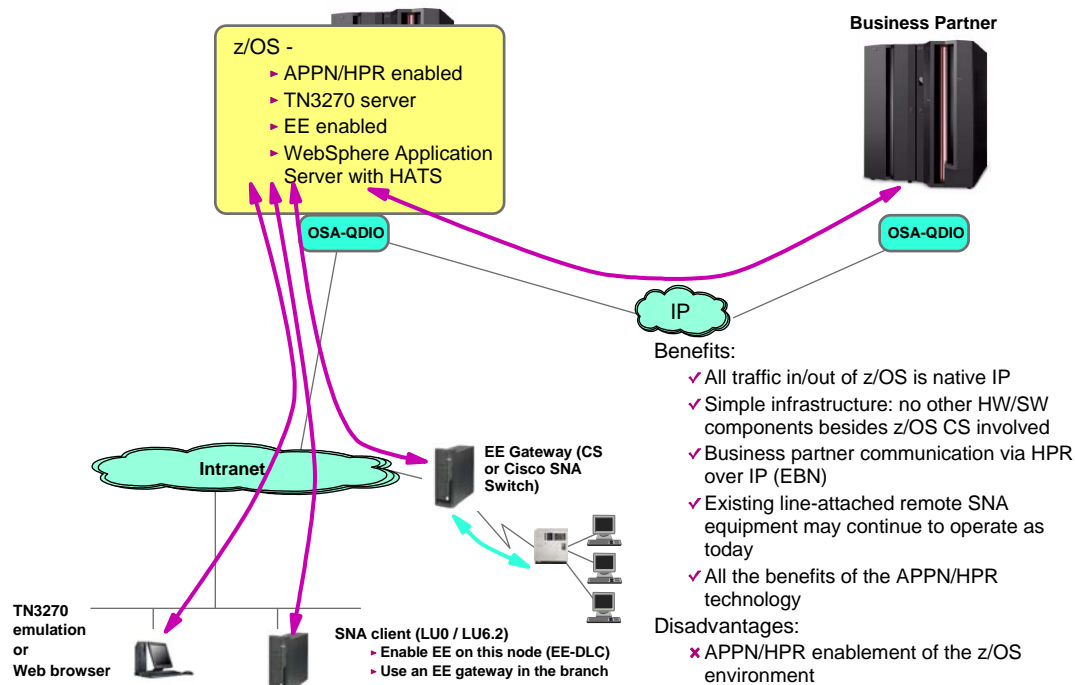 Business Partner
z/OS -
APPN/HPR enabled
TN3270 server
EE enabled
WebSphere Application
Server with HATS
OSA-QDIO
OSA-QDIO
IP
Benefits:
All traffic in/out of z/OS is native IP
Simple infrastructure: no other HW/SW
components besides z/OS CS involved
Business partner communication via HPR
over IP (EBN)
Existing line-attached remote SNA
equipment may continue to operate as
today
All the benefits of the APPN/HPR
technology
Disadvantages:
APPN/HPR enablement of the z/OS
environment
Intranet
EE Gateway (CS
or Cisco SNA
Switch)
TN3270
emulation
or
Web browser
SNA client (LU0 / LU6.2)
Enable EE on this node (EE-DLC)
Use an EE gateway in the branch